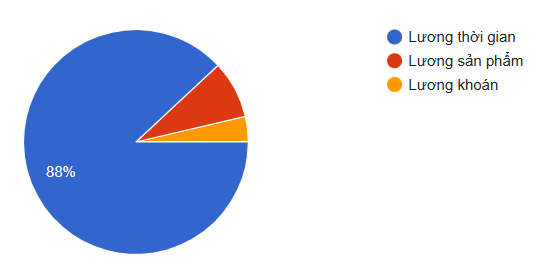 Lương thời gian
Lương sản phẩm
Lương khoán
88%